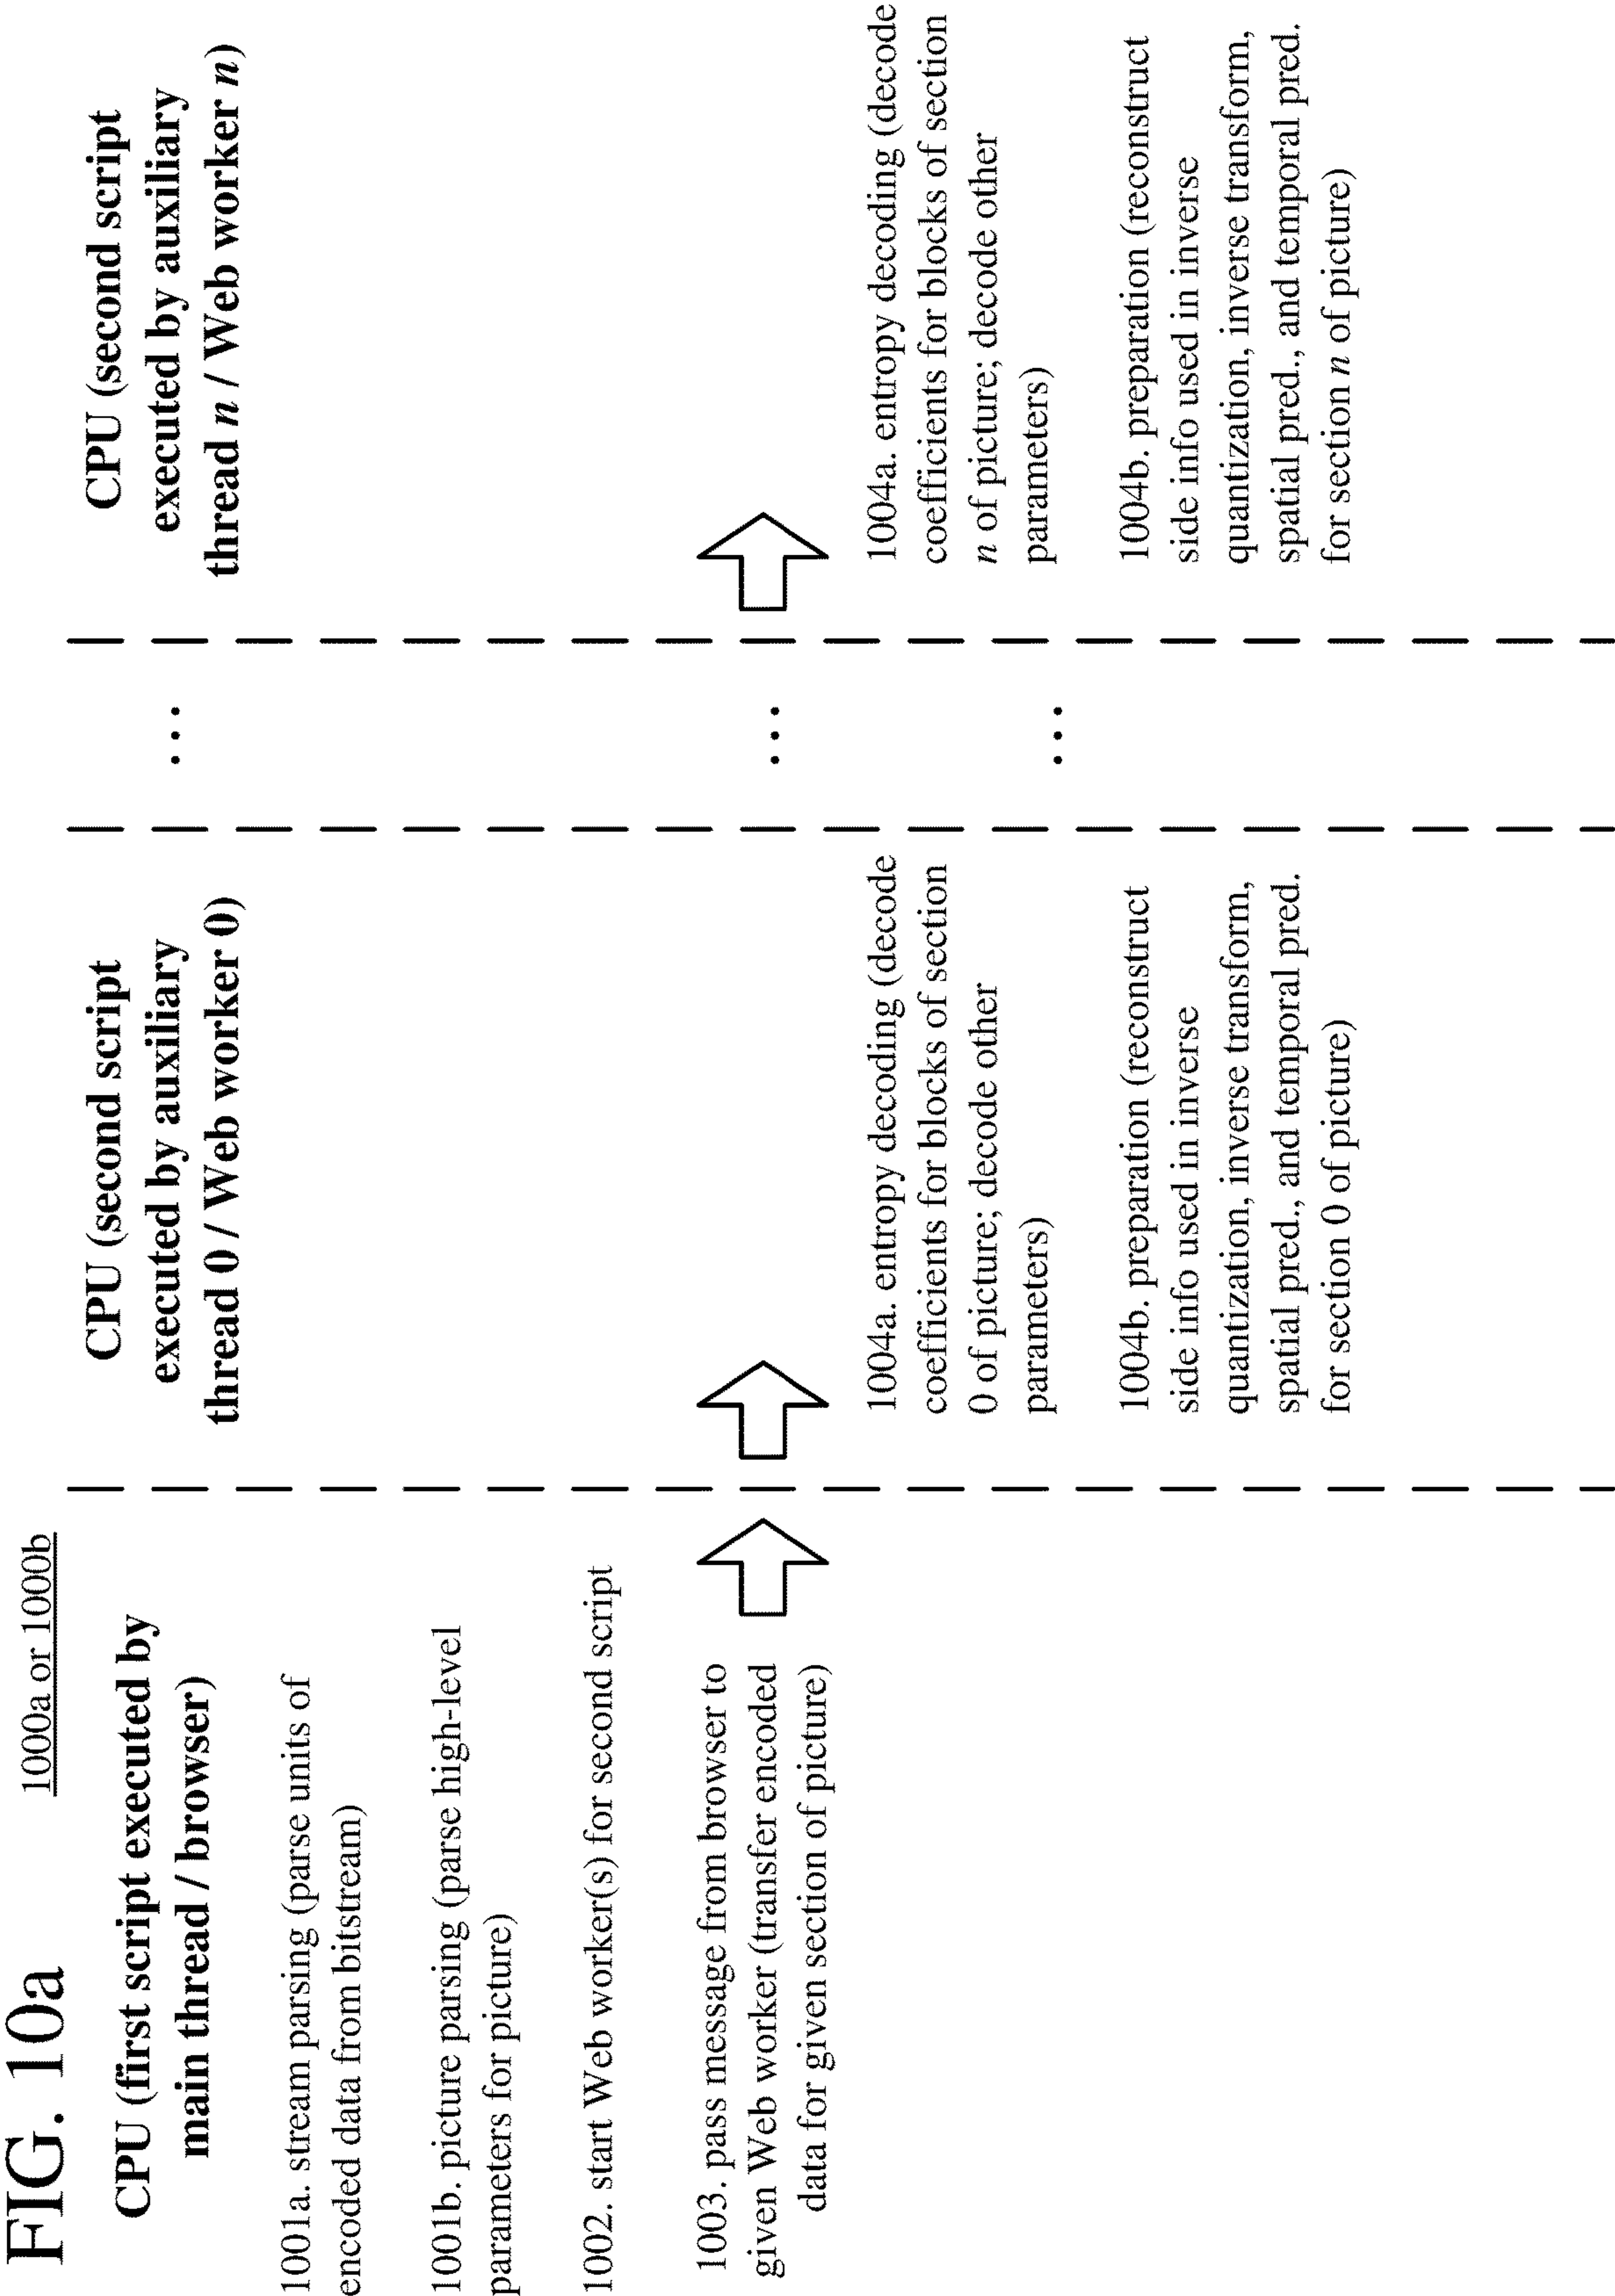 FIG. 10a
1000a or 1000b
CPU (first script executed by
main thread / browser)
1001a. stream parsing (parse units of
encoded data from bitstream)
1001b. picture parsing (parse high-level
parameters for picture)
1002. start Web worker(s) for second script
1003. pass message from browser to
given Web worker (transfer encoded
data for given section of picture)
CPU (second script
executed by auxiliary
thread 0 / Web worker 0)
1004a. entropy decoding (decode
coefficients for blocks of section
0 of picture; decode other
parameters)
1004b. preparation (reconstruct
side info used in inverse
quantization, inverse transform,
spatial pred., and temporal pred.
for section 0 of picture)
...
...
...
CPU (second script
executed by auxiliary
thread n / Web worker n)
1004a. entropy decoding (decode
coefficients for blocks of section
n of picture; decode other
parameters)
1004b. preparation (reconstruct
side info used in inverse
quantization, inverse transform,
spatial pred., and temporal pred.
for section n of picture)